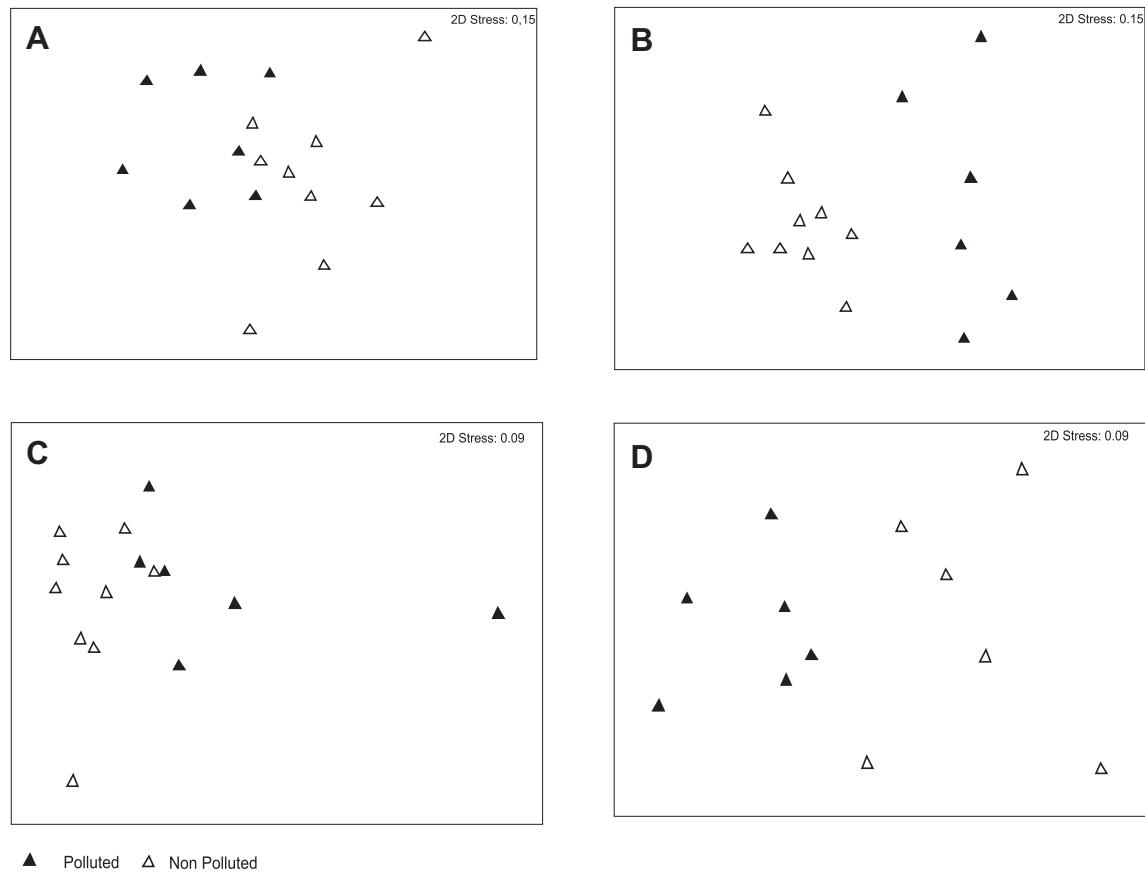 A
2D Stress: 0,15
B
2D Stress: 0.15
C
2D Stress: 0.09
D
2D Stress: 0.09
Polluted
Non Polluted